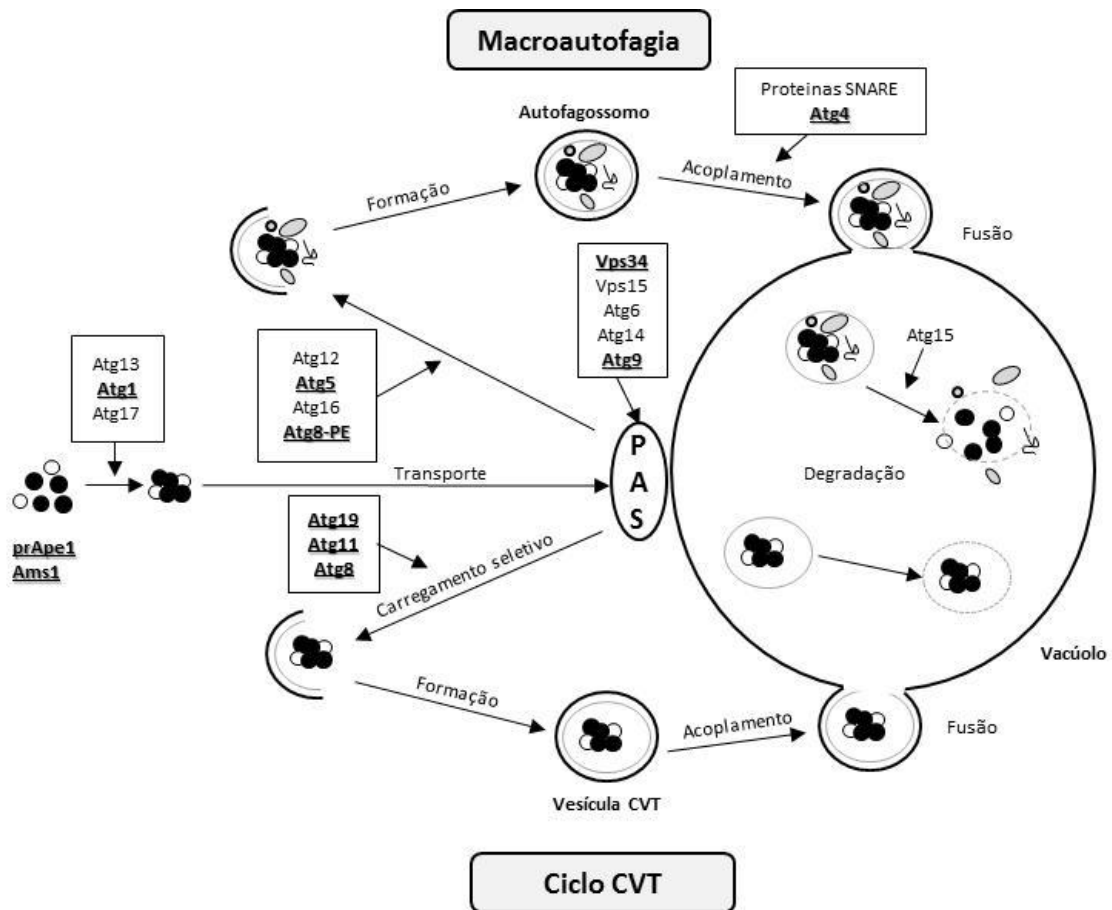 Macroautofagia
Proteinas SNARE
Atg4
Autofagossomo
Acoplamento
Formação
Fusão
Vps34
Vps15
Atg6
Atg14
Atg9
Atg15
Atg13
Atg1
Atg17
Atg12
Atg5
Atg16
Atg8-PE
P
A
S
Transporte
Degradação
prApe1
Ams1
Atg19
Atg11
Atg8
Carregamento seletivo
Vacúolo
Formação
Acoplamento
Fusão
Vesícula CVT
Ciclo CVT